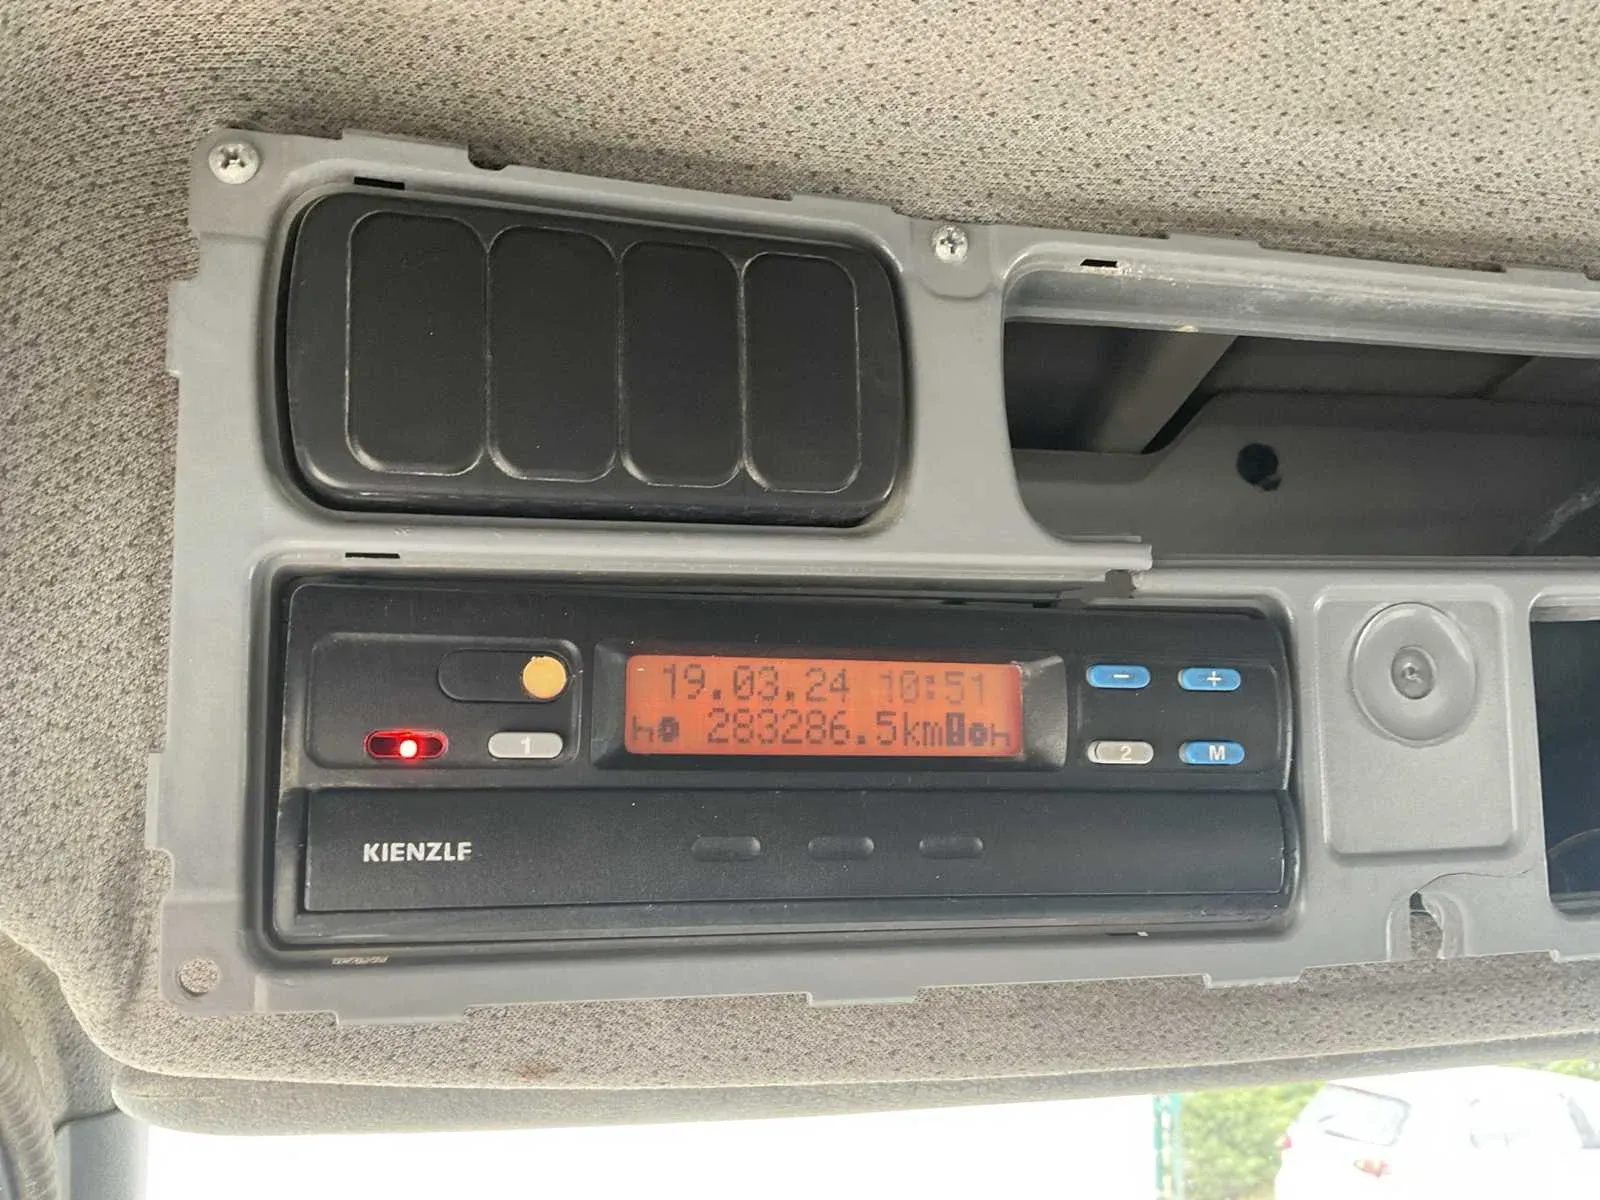 19.03.24 10:51
283286.5km
1
- +
2 M
KIENZLE